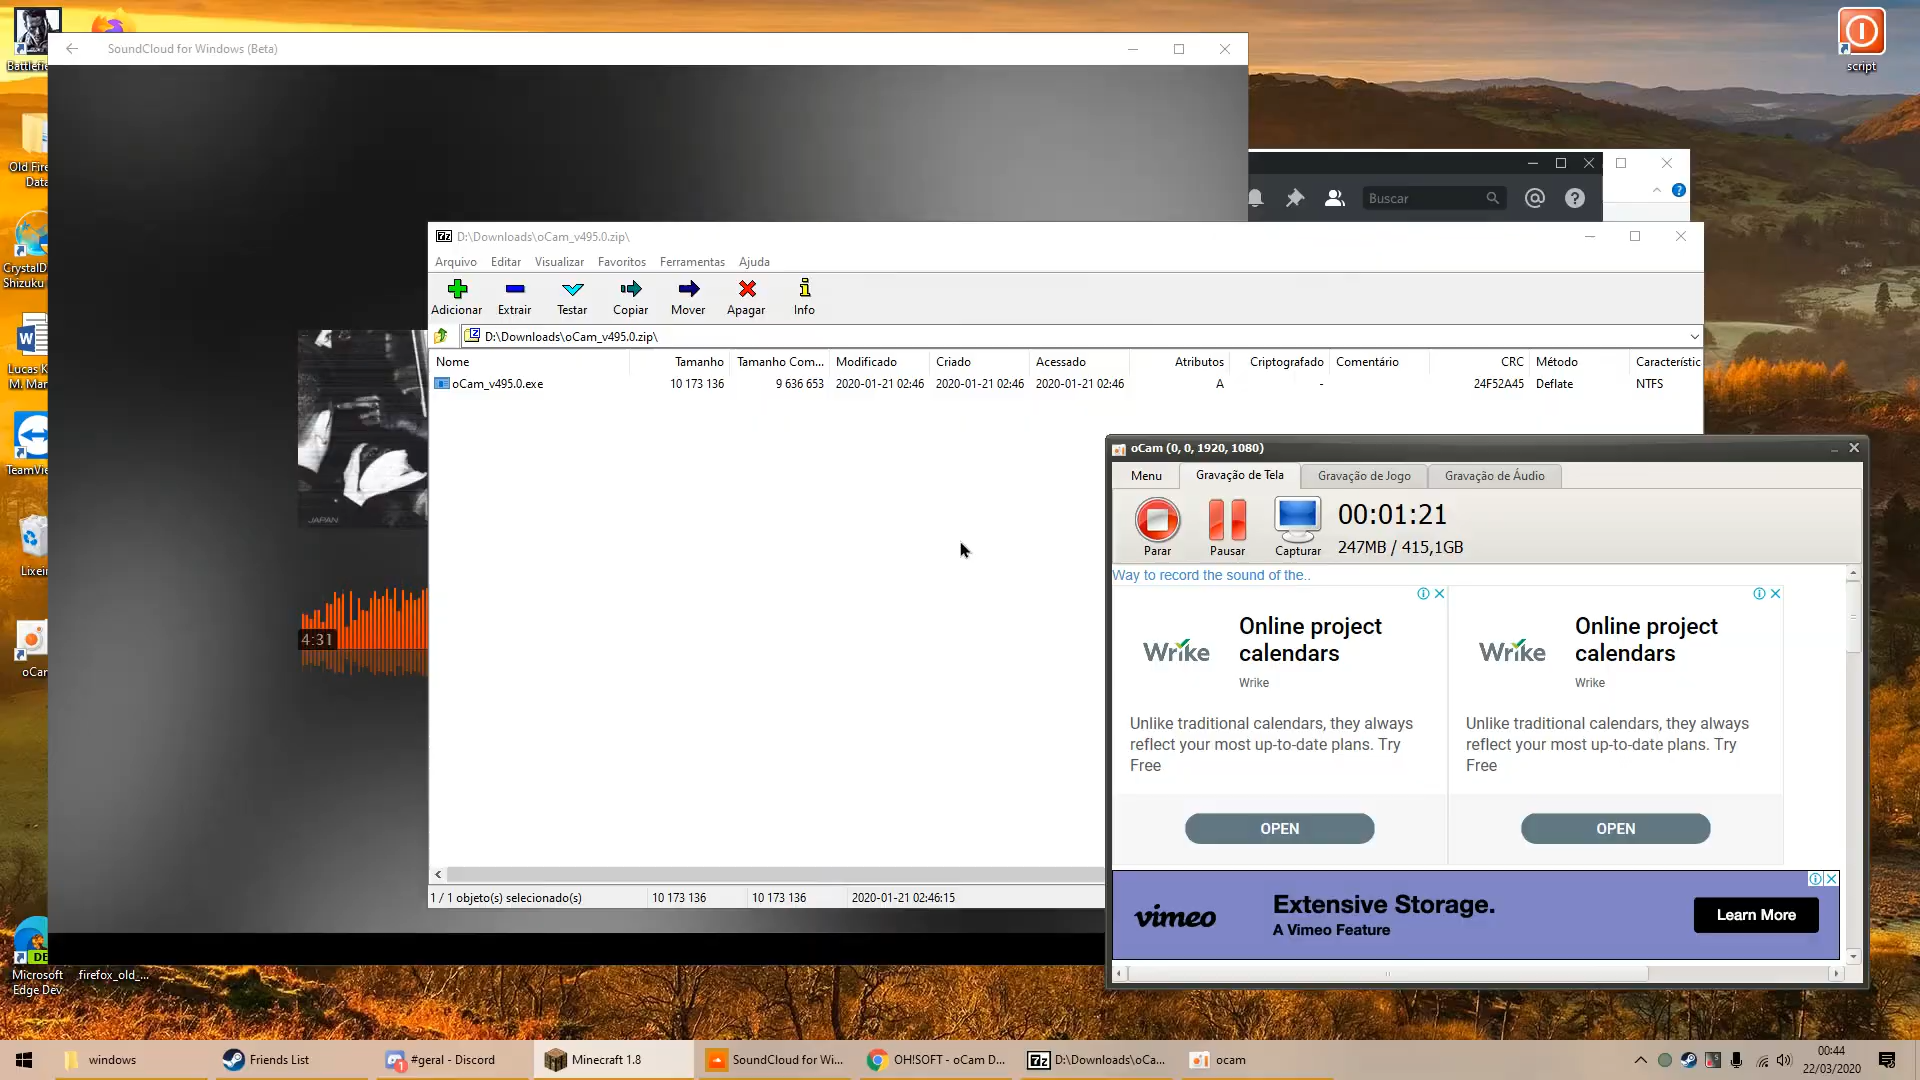 Battlefie
SoundCloud for Windows (Beta)
script
Old Fire
Data
Buscar
D:\Downloads\oCam_v495.0.zip\
Arquivo Editar Visualizar Favoritos Ferramentas Ajuda
Adicionar Extrair Testar Copiar Mover Apagar Info
D:\Downloads\oCam_v495.0.zip\
Nome Tamanho Tamanho Com... Modificado Criado Acessado Atributos Criptografado Comentário CRC Método Característic
oCam_v495.0.exe 10 173 136 9 636 653 2020-01-21 02:46 2020-01-21 02:46 2020-01-21 02:46 A - 24F52A45 Deflate NTFS
CrystalD
Shizuku
Lucas K
M. Mar
TeamVie
Lixeir
oCar
JAPAN
4:31
oCam (0, 0, 1920, 1080)
Menu Gravação de Tela Gravação de Jogo Gravação de Áudio
Parar Pausar Capturar
00:01:21
247MB / 415,1GB
Way to record the sound of the..
Wrike
Online project
calendars
Wrike
Unlike traditional calendars, they always
reflect your most up-to-date plans. Try
Free
OPEN
Wrike
Online project
calendars
Wrike
Unlike traditional calendars, they always
reflect your most up-to-date plans. Try
Free
OPEN
vimeo
Extensive Storage.
A Vimeo Feature
Learn More
1 / 1 objeto(s) selecionado(s) 10 173 136 10 173 136 2020-01-21 02:46:15
DE
Microsoft
Edge Dev
firefox_old_...
windows
Friends List
1
#geral - Discord
Minecraft 1.8
SoundCloud for Wi...
OH!SOFT - oCam D...
7z
D:\Downloads\oCa...
ocam
00:44
22/03/2020